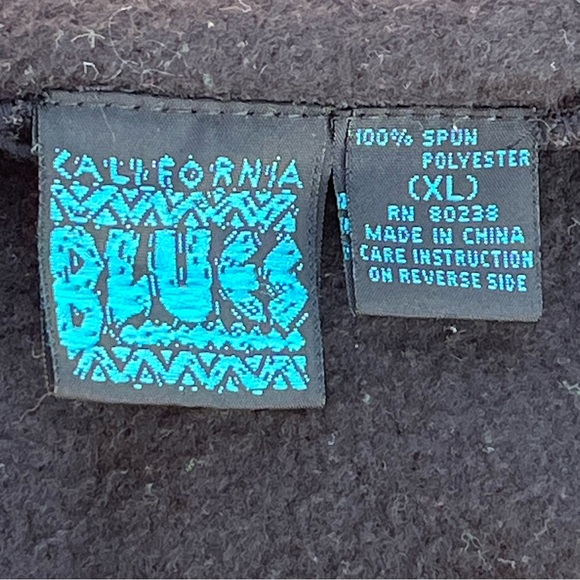 CALIFORNIA
BLUES
100% SPUN
POLYESTER
(XL)
RN 80238
MADE IN CHINA
CARE INSTRUCTION
ON REVERSE SIDE